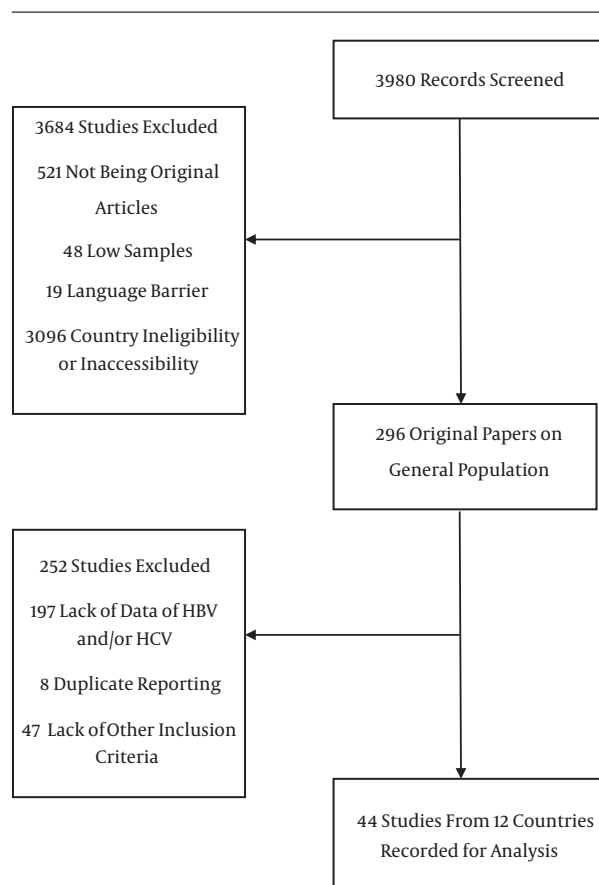 3980 Records Screened
3684 Studies Excluded
521 Not Being Original
Articles
48 Low Samples
19 Language Barrier
3096 Country Ineligibility
or Inaccessibility
296 Original Papers on
General Population
252 Studies Excluded
197 Lack of Data of HBV
and/or HCV
8 Duplicate Reporting
47 Lack of Other Inclusion
Criteria
44 Studies From 12 Countries
Recorded for Analysis